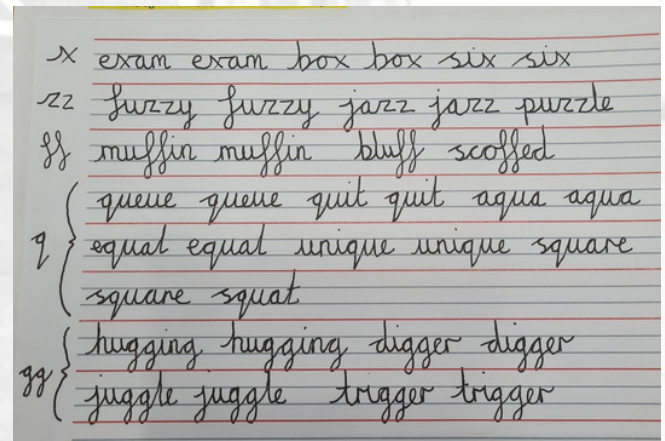 x exam exam box box six six
zz fuzzy fuzzy jazz jazz puzzle
ff muffin muffin bluff scoffed
queue queue quit quit aqua aqua
q equal equal unique unique square
square squat
hugging hugging digger digger
gg juggle juggle trigger trigger